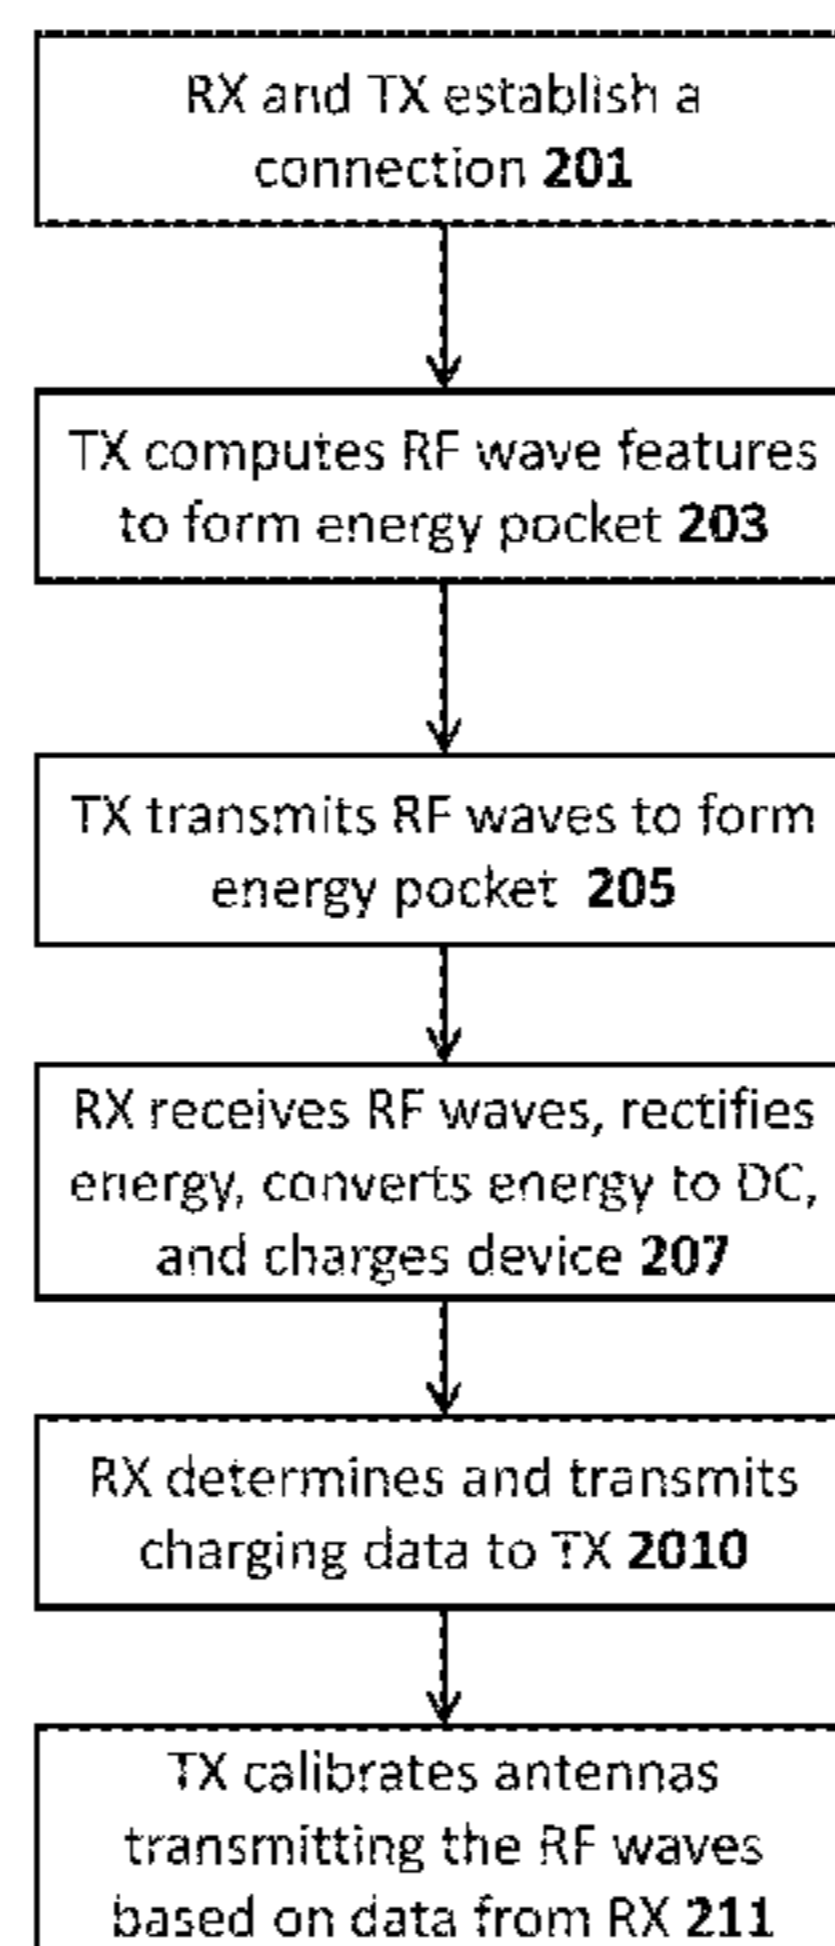 RX and TX establish a
connection 201
TX computes RF wave features
to form energy pocket 203
TX transmits RF waves to form
energy pocket 205
RX receives RF waves, rectifies
energy, converts energy to DC,
and charges device 207
RX determines and transmits
charging data to TX 2010
TX calibrates antennas
transmitting the RF waves
based on data from RX 211